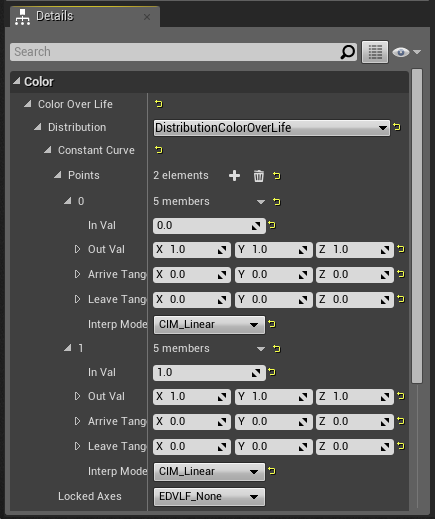 Details
Search
Color
Color Over Life
Distribution DistributionColorOverLife
Constant Curve
Points 2 elements
0 5 members
In Val 0.0
Out Val X 1.0 Y 1.0 Z 1.0
Arrive Tang X 0.0 Y 0.0 Z 0.0
Leave Tang X 0.0 Y 0.0 Z 0.0
Interp Mode CIM_Linear
1 5 members
In Val 1.0
Out Val X 1.0 Y 1.0 Z 1.0
Arrive Tang X 0.0 Y 0.0 Z 0.0
Leave Tang X 0.0 Y 0.0 Z 0.0
Interp Mode CIM_Linear
Locked Axes EDVLF_None